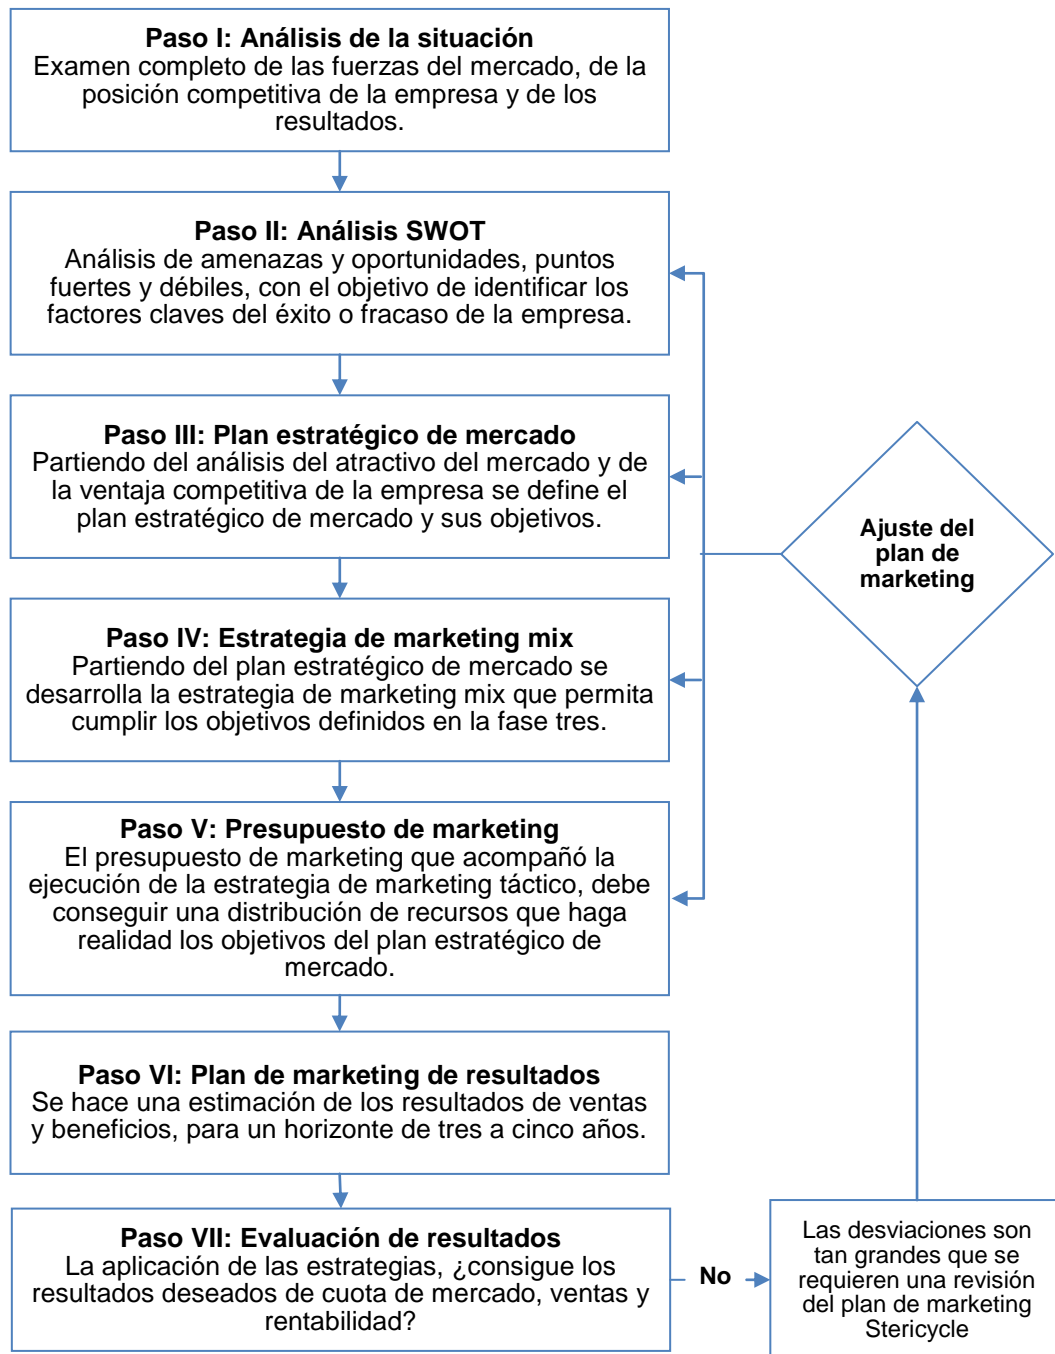 Paso I: Análisis de la situación
Examen completo de las fuerzas del mercado, de la
posición competitiva de la empresa y de los
resultados.
Paso II: Análisis SWOT
Análisis de amenazas y oportunidades, puntos
fuertes y débiles, con el objetivo de identificar los
factores claves del éxito o fracaso de la empresa.
Paso III: Plan estratégico de mercado
Partiendo del análisis del atractivo del mercado y de
la ventaja competitiva de la empresa se define el
plan estratégico de mercado y sus objetivos.
Paso IV: Estrategia de marketing mix
Partiendo del plan estratégico de mercado se
desarrolla la estrategia de marketing mix que permita
cumplir los objetivos definidos en la fase tres.
Paso V: Presupuesto de marketing
El presupuesto de marketing que acompañó la
ejecución de la estrategia de marketing táctico, debe
conseguir una distribución de recursos que haga
realidad los objetivos del plan estratégico de
mercado.
Paso VI: Plan de marketing de resultados
Se hace una estimación de los resultados de ventas
y beneficios, para un horizonte de tres a cinco años.
Paso VII: Evaluación de resultados
La aplicación de las estrategias, ¿consigue los
resultados deseados de cuota de mercado, ventas y
rentabilidad?
No
Las desviaciones son
tan grandes que se
requieren una revisión
del plan de marketing
Stericycle
Ajuste del
plan de
marketing